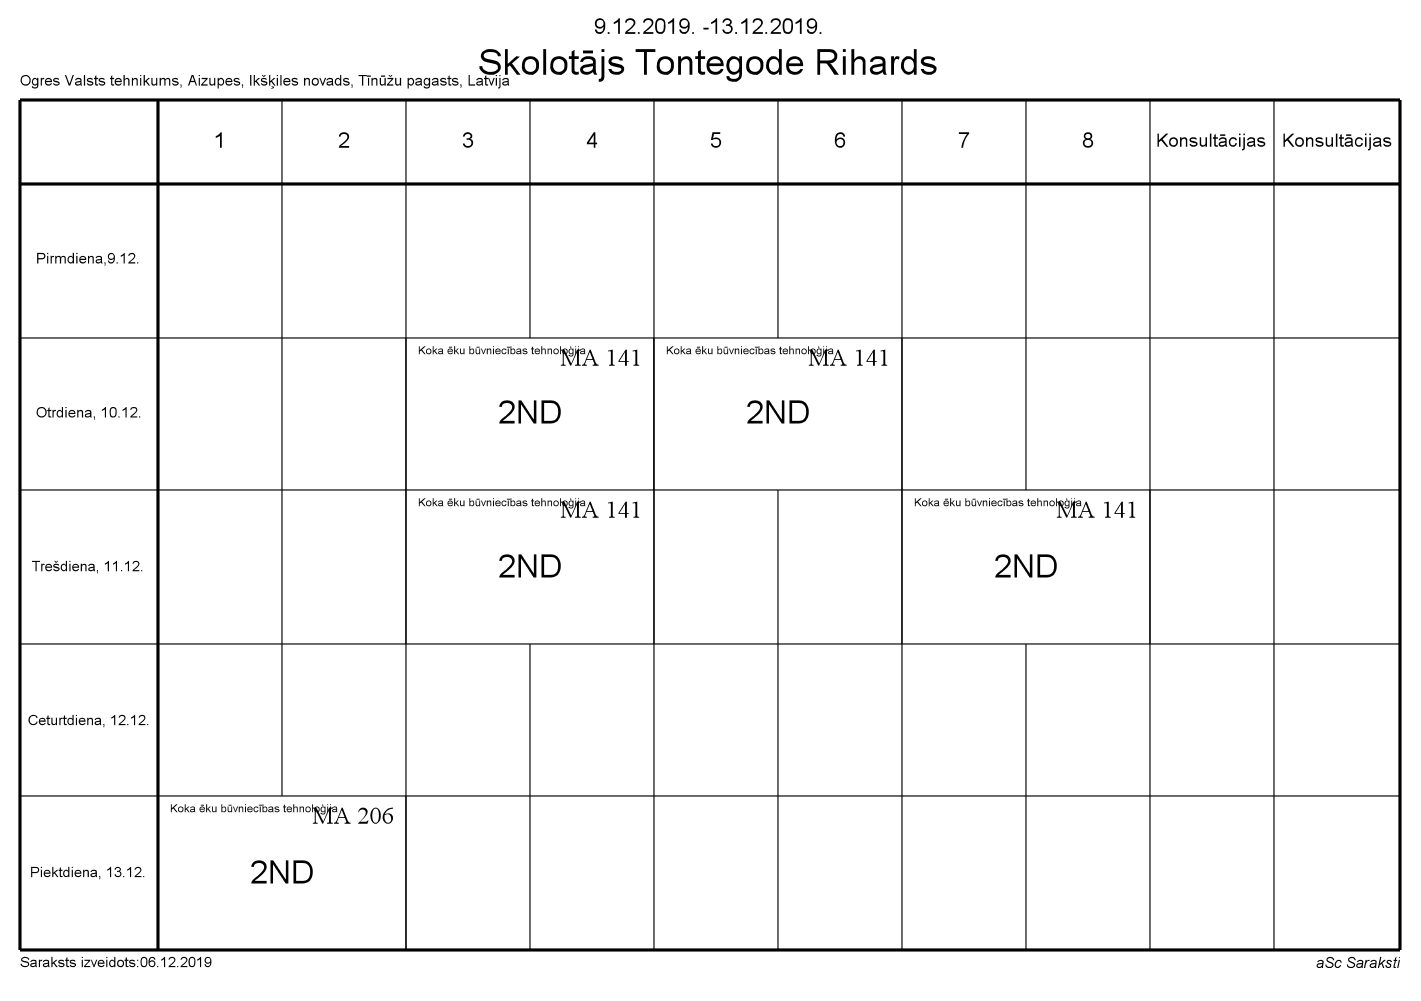 9.12.2019. -13.12.2019.
Skolotājs Tontegode Rihards
Ogres Valsts tehnikums, Aizupes, Ikšķiles novads, Tīnūžu pagasts, Latvija
1 2 3 4 5 6 7 8 Konsultācijas Konsultācijas
Pirmdiena,9.12.
Koka ēku būvniecības tehnoloģija MA 141 Koka ēku būvniecības tehnoloģija MA 141
Otrdiena, 10.12. 2ND 2ND
Koka ēku būvniecības tehnoloģija MA 141 Koka ēku būvniecības tehnoloģija MA 141
Trešdiena, 11.12. 2ND 2ND
Ceturtdiena, 12.12.
Koka ēku būvniecības tehnoloģija MA 206
Piektdiena, 13.12. 2ND
Saraksts izveidots:06.12.2019 aSc Saraksti